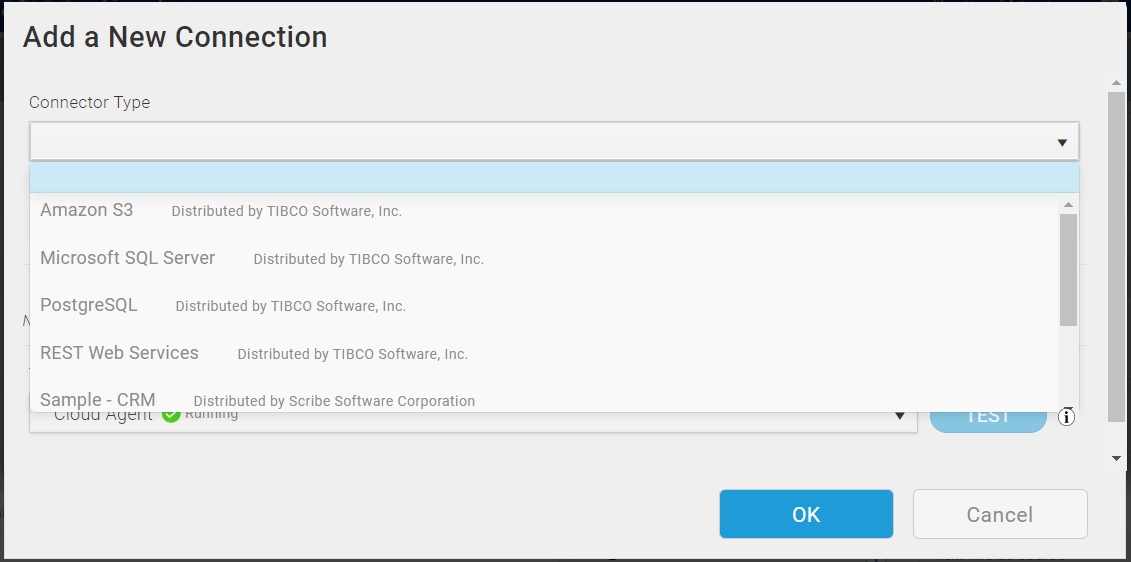 Add a New Connection
Connector Type
Amazon S3 Distributed by TIBCO Software, Inc.
Microsoft SQL Server Distributed by TIBCO Software, Inc.
PostgreSQL Distributed by TIBCO Software, Inc.
REST Web Services Distributed by TIBCO Software, Inc.
Sample - CRM Distributed by Scribe Software Corporation
Cloud Agent Running TEST
OK Cancel